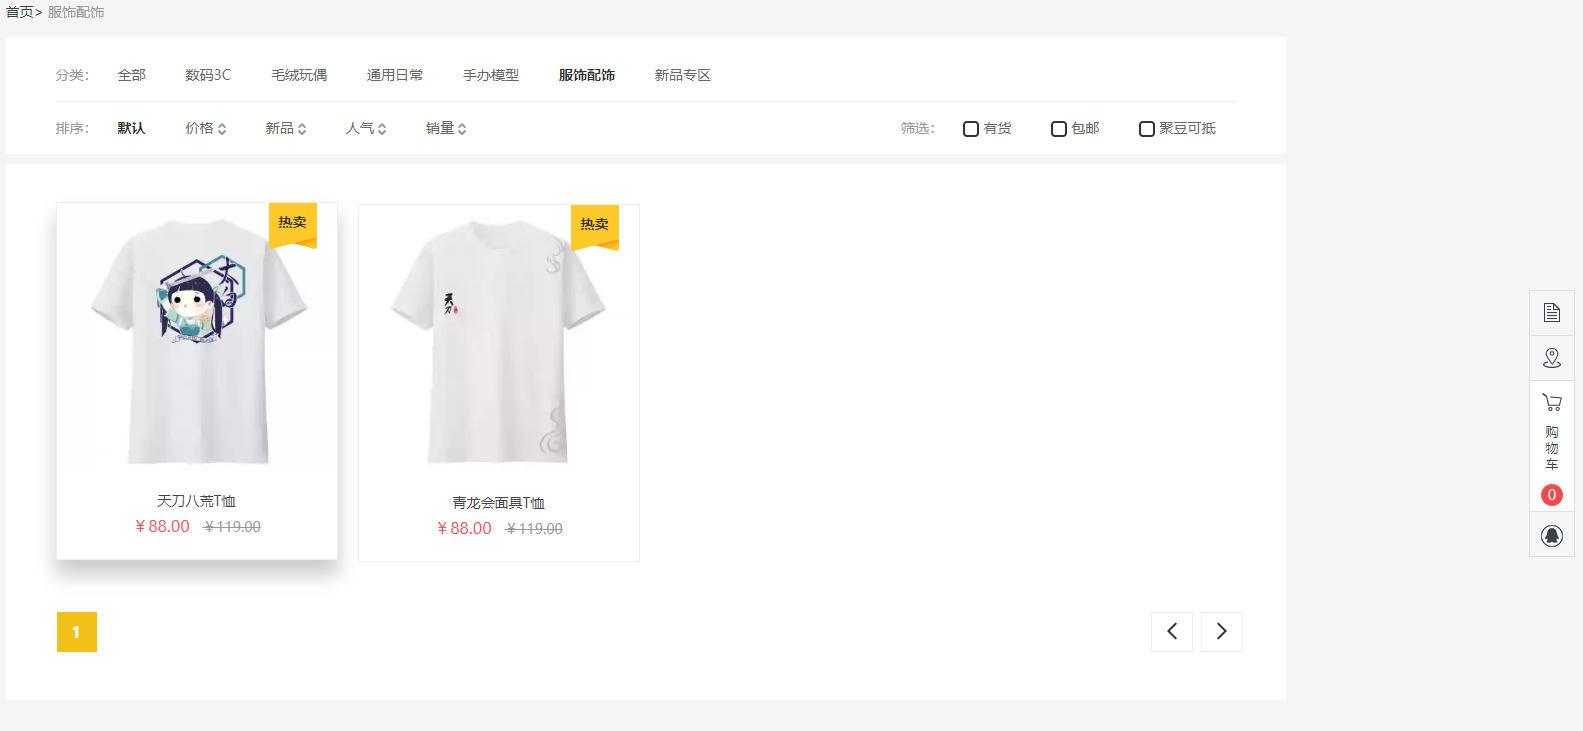 首页> 服饰配饰
分类： 全部 数码3C 毛绒玩偶 通用日常 手办模型 服饰配饰 新品专区
排序： 默认 价格 新品 人气 销量 筛选： 有货 包邮 聚豆可抵
热卖
热卖
天刀
天刀八荒T恤
¥ 88.00 ¥ 119.00
青龙会面具T恤
¥ 88.00 ¥ 119.00
购
物
车
0
1